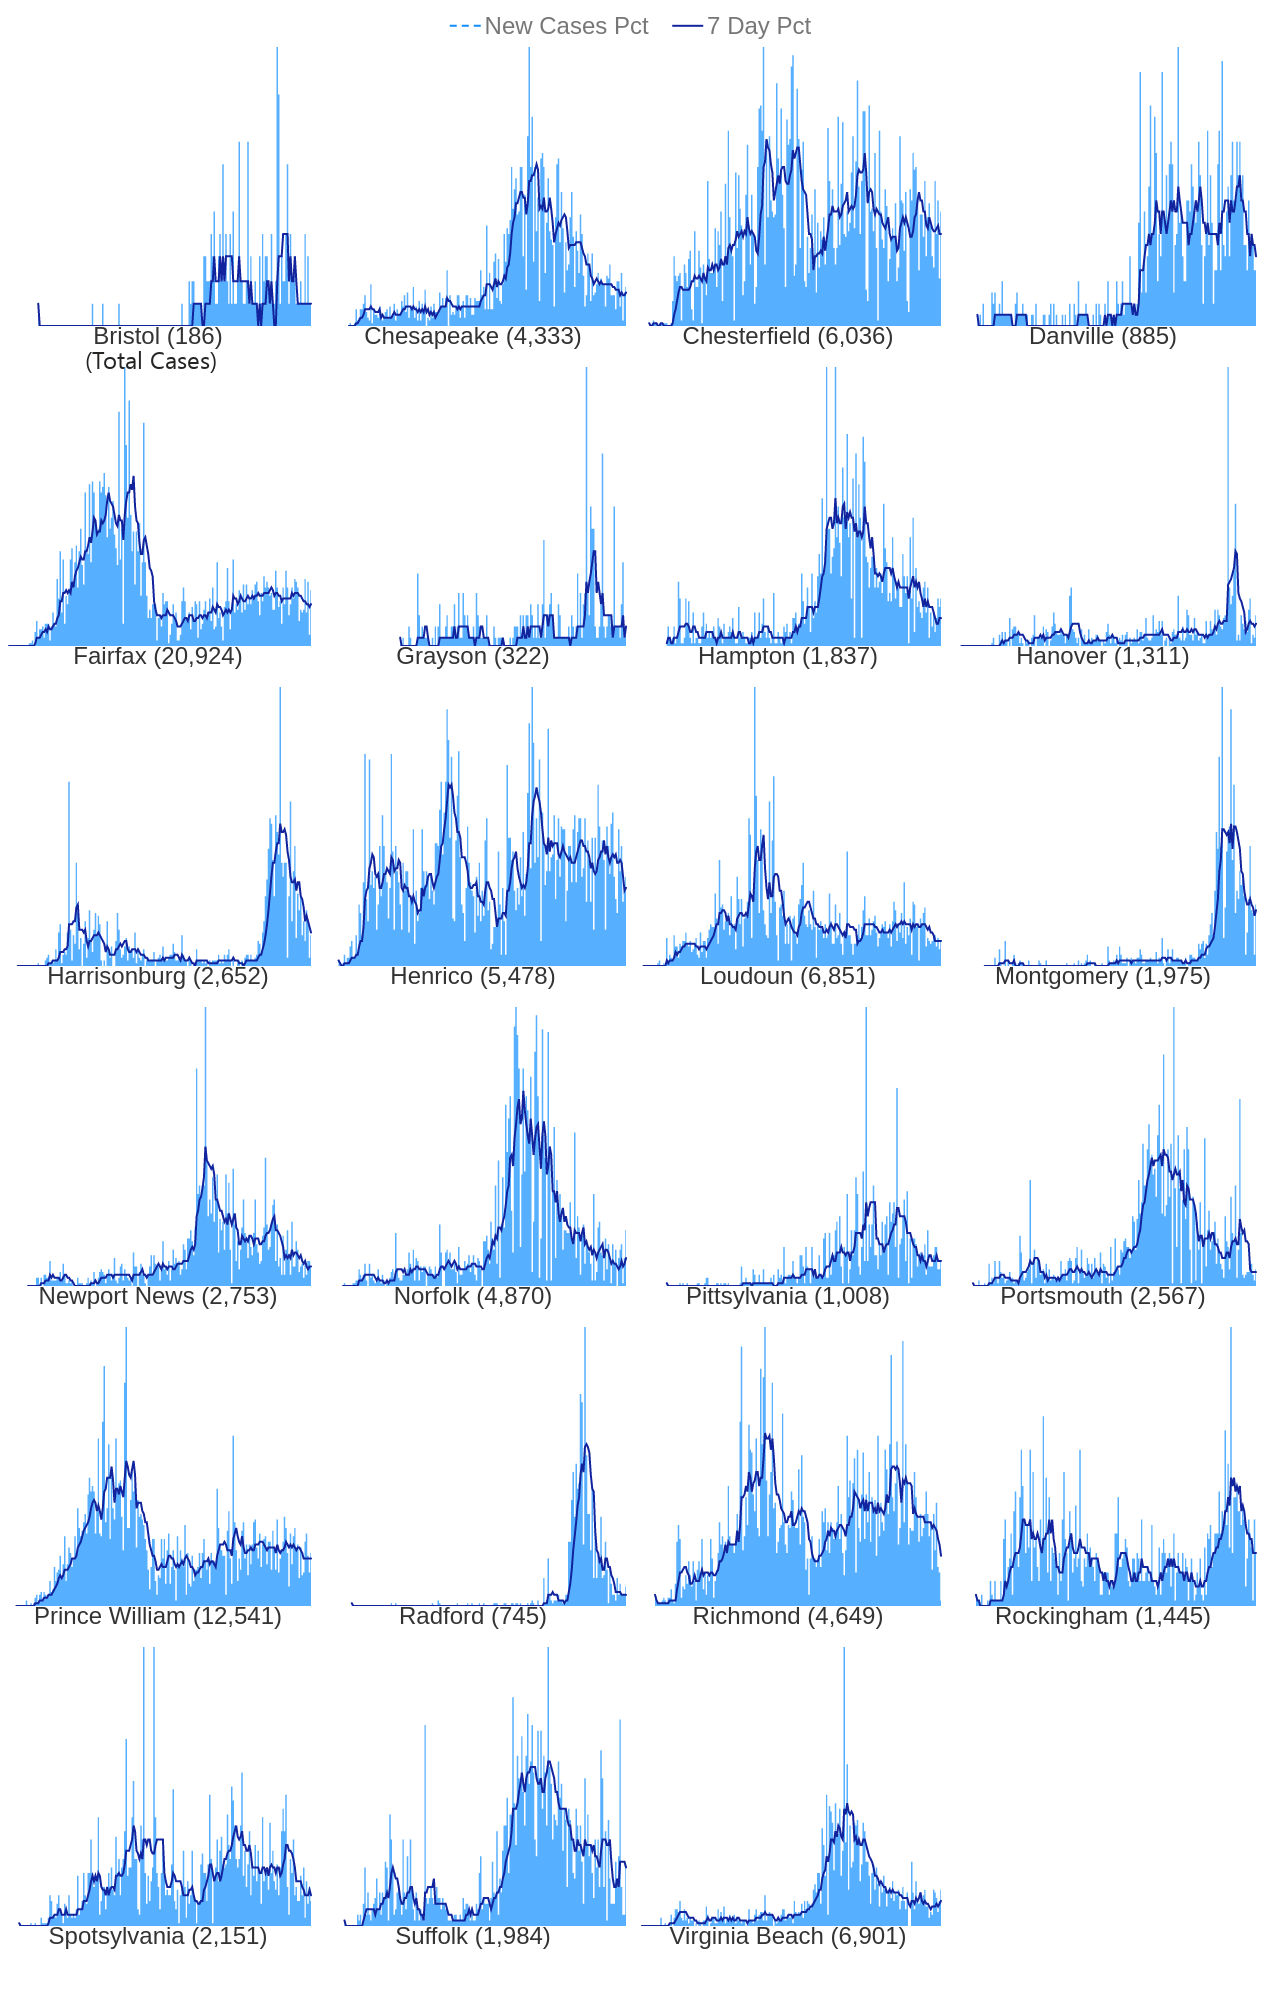 New Cases Pct 7 Day Pct
Bristol (186) Chesapeake (4,333) Chesterfield (6,036) Danville (885)
(Total Cases)
Fairfax (20,924) Grayson (322) Hampton (1,837) Hanover (1,311)
Harrisonburg (2,652) Henrico (5,478) Loudoun (6,851) Montgomery (1,975)
Newport News (2,753) Norfolk (4,870) Pittsylvania (1,008) Portsmouth (2,567)
Prince William (12,541) Radford (745) Richmond (4,649) Rockingham (1,445)
Spotsylvania (2,151) Suffolk (1,984) Virginia Beach (6,901)